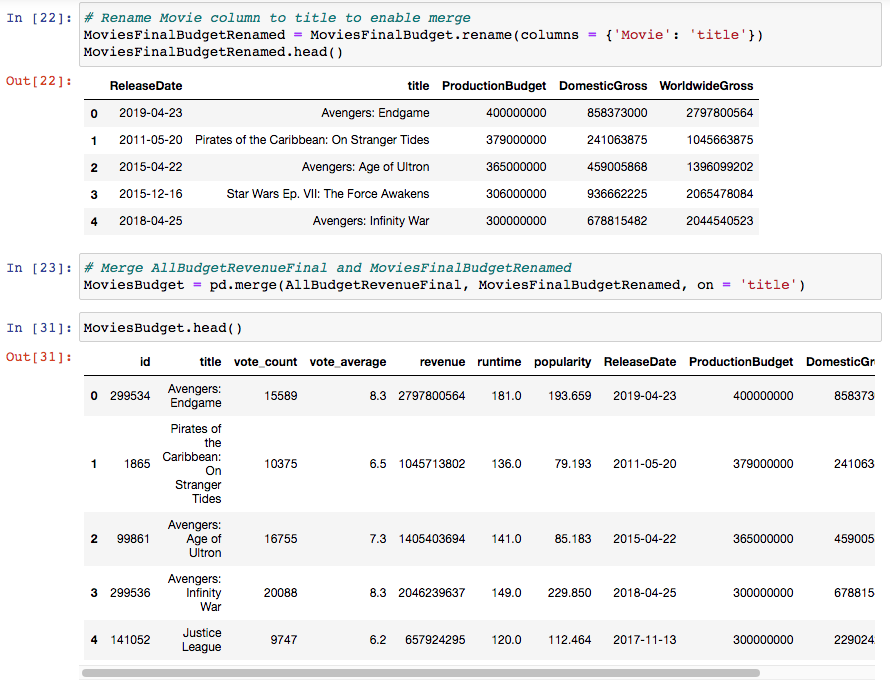 In [22]: # Rename Movie column to title to enable merge
MoviesFinalBudgetRenamed = MoviesFinalBudget.rename(columns = {'Movie': 'title'})
MoviesFinalBudgetRenamed.head()
Out[22]:
ReleaseDate title ProductionBudget DomesticGross WorldwideGross
0 2019-04-23 Avengers: Endgame 400000000 858373000 2797800564
1 2011-05-20 Pirates of the Caribbean: On Stranger Tides 379000000 241063875 1045663875
2 2015-04-22 Avengers: Age of Ultron 365000000 459005868 1396099202
3 2015-12-16 Star Wars Ep. VII: The Force Awakens 306000000 936662225 2065478084
4 2018-04-25 Avengers: Infinity War 300000000 678815482 2044540523
In [23]: # Merge AllBudgetRevenueFinal and MoviesFinalBudgetRenamed
MoviesBudget = pd.merge(AllBudgetRevenueFinal, MoviesFinalBudgetRenamed, on = 'title')
In [31]: MoviesBudget.head()
Out[31]:
id title vote_count vote_average revenue runtime popularity ReleaseDate ProductionBudget DomesticGr
Avengers:
0 299534 Endgame 15589 8.3 2797800564 181.0 193.659 2019-04-23 400000000 858373
Pirates of
the
1 1865 Caribbean: 10375 6.5 1045713802 136.0 79.193 2011-05-20 379000000 241063
On
Stranger
Tides
Avengers:
2 99861 Age of 16755 7.3 1405403694 141.0 85.183 2015-04-22 365000000 459005
Ultron
Avengers:
3 299536 Infinity 20088 8.3 2046239637 149.0 229.850 2018-04-25 300000000 678815
War
Justice
4 141052 League 9747 6.2 657924295 120.0 112.464 2017-11-13 300000000 229024